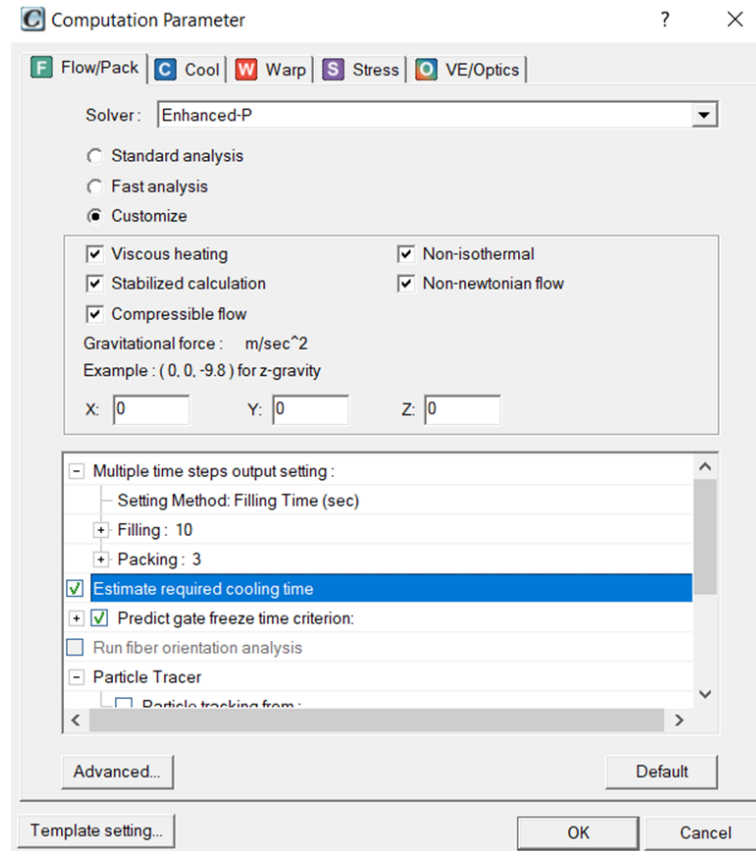 C Computation Parameter ? ×
F Flow/Pack C Cool W Warp S Stress O VE/Optics
Solver : Enhanced-P
Standard analysis
Fast analysis
Customize
Viscous heating Non-isothermal
Stabilized calculation Non-newtonian flow
Compressible flow
Gravitational force : m/sec^2
Example : ( 0, 0, -9.8 ) for z-gravity
X: 0 Y: 0 Z: 0
Multiple time steps output setting :
Setting Method: Filling Time (sec)
Filling : 10
Packing : 3
Estimate required cooling time
Predict gate freeze time criterion:
Run fiber orientation analysis
Particle Tracer
Particle tracking from :
Advanced... Default
Template setting... OK Cancel